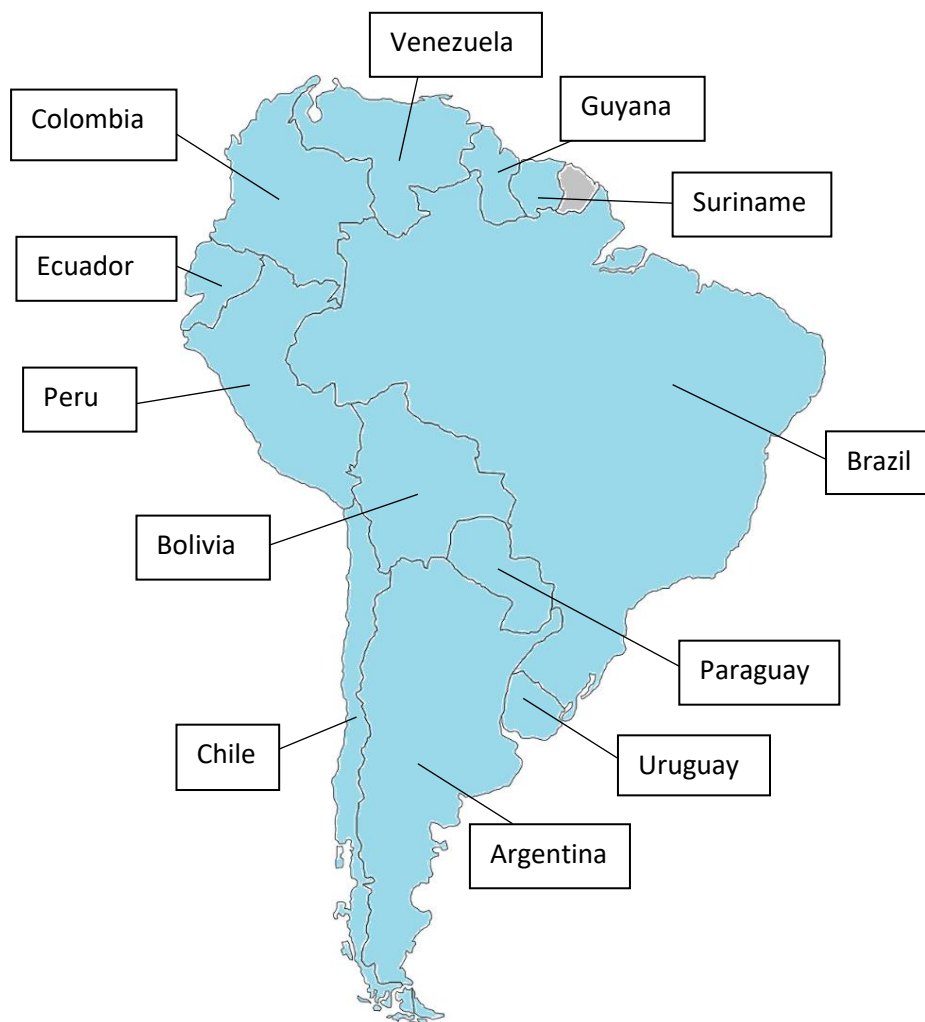 Venezuela
Colombia
Guyana
Suriname
Ecuador
Peru
Brazil
Bolivia
Paraguay
Chile
Uruguay
Argentina